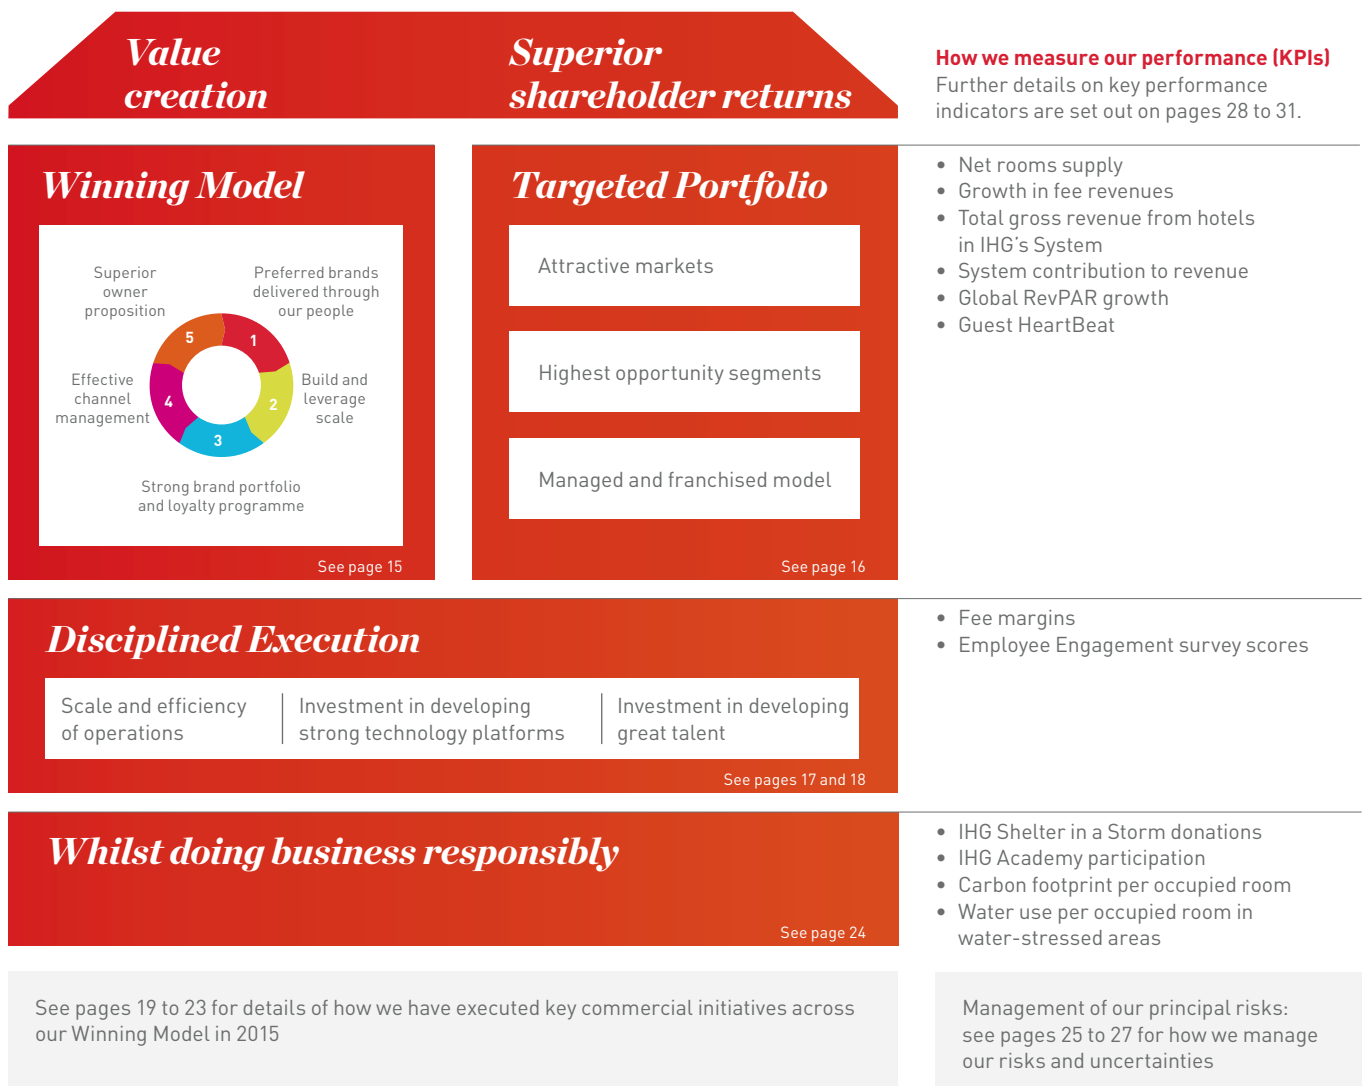 Value
creation
Superior
shareholder returns
How we measure our performance (KPIs)
Further details on key performance
indicators are set out on pages 28 to 31.
Winning Model
Superior
owner
proposition
Preferred brands
delivered through
our people
5
1
Effective
channel
management
4
2
Build and
leverage
scale
3
Strong brand portfolio
and loyalty programme
See page 15
Targeted Portfolio
Attractive markets
Highest opportunity segments
Managed and franchised model
See page 16
• Net rooms supply
• Growth in fee revenues
• Total gross revenue from hotels
in IHG's System
• System contribution to revenue
• Global RevPAR growth
• Guest HeartBeat
Disciplined Execution
Scale and efficiency
of operations
Investment in developing
strong technology platforms
Investment in developing
great talent
See pages 17 and 18
• Fee margins
• Employee Engagement survey scores
Whilst doing business responsibly
See page 24
• IHG Shelter in a Storm donations
• IHG Academy participation
• Carbon footprint per occupied room
• Water use per occupied room in
water-stressed areas
See pages 19 to 23 for details of how we have executed key commercial initiatives across
our Winning Model in 2015
Management of our principal risks:
see pages 25 to 27 for how we manage
our risks and uncertainties